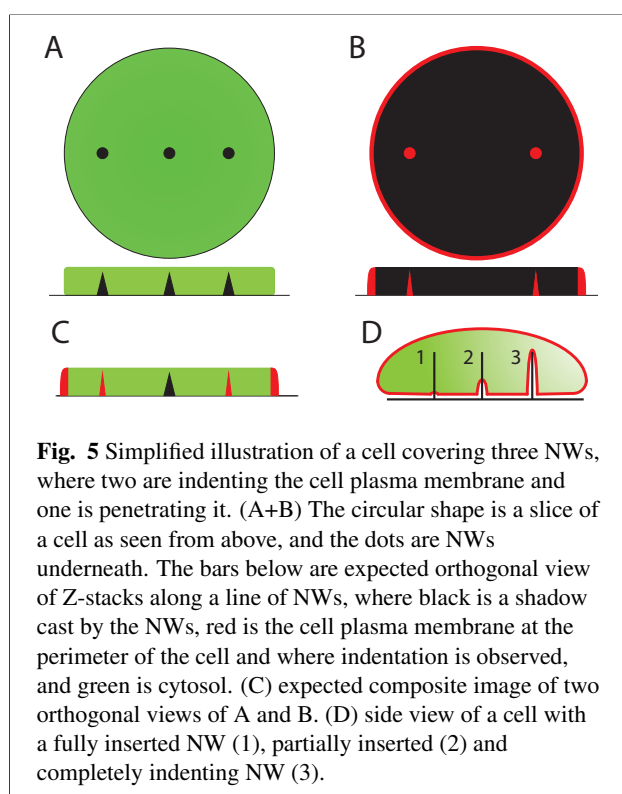 A
B
C
D
1
2
3
Fig. 5 Simplified illustration of a cell covering three NWs,
where two are indenting the cell plasma membrane and
one is penetrating it. (A+B) The circular shape is a slice of
a cell as seen from above, and the dots are NWs
underneath. The bars below are expected orthogonal view
of Z-stacks along a line of NWs, where black is a shadow
cast by the NWs, red is the cell plasma membrane at the
perimeter of the cell and where indentation is observed,
and green is cytosol. (C) expected composite image of two
orthogonal views of A and B. (D) side view of a cell with
a fully inserted NW (1), partially inserted (2) and
completely indenting NW (3).